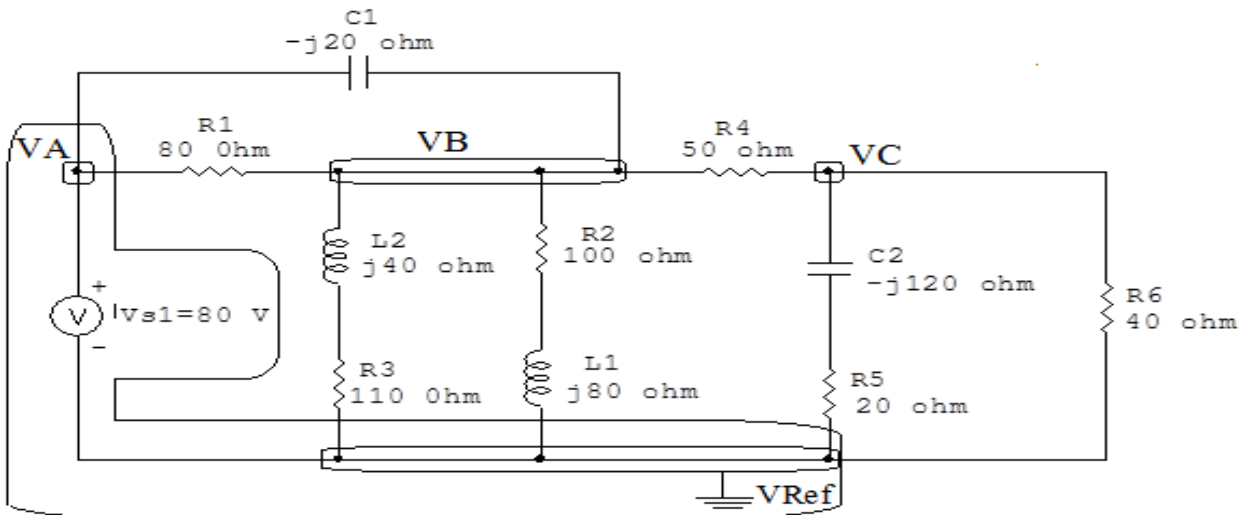 C1
-j20 ohm
R1
80 0hm
VA
VB
R4
50 ohm
VC
L2
j40 ohm
R2
100 ohm
C2
-j120 ohm
+
V
-
Vs1=80 V
R6
40 ohm
R3
110 0hm
L1
j80 ohm
R5
20 ohm
VRef